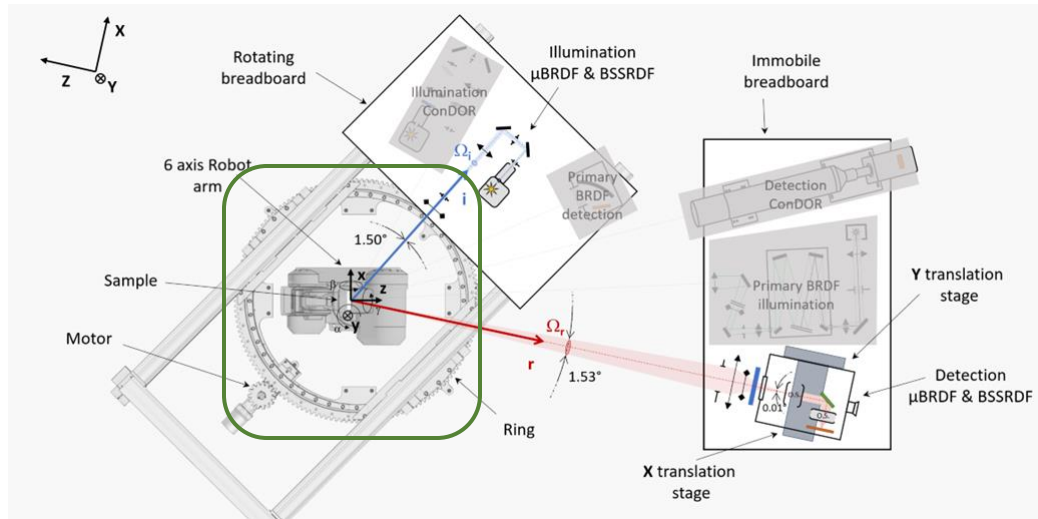 X
Z
Y
Rotating
breadboard
Illumination
ConDOR
Illumination
µBRDF & BSSRDF
Immobile
breadboard
6 axis Robot
arm
Ωi
i
Primary
BRDF
detection
Detection
ConDOR
1.50°
Sample
x
β
z
γ
y
α
Primary BRDF
illumination
Y translation
stage
Motor
Ωr
r
1.53°
0.01
O.S.
O.S.
Detection
µBRDF & BSSRDF
Ring
X translation
stage